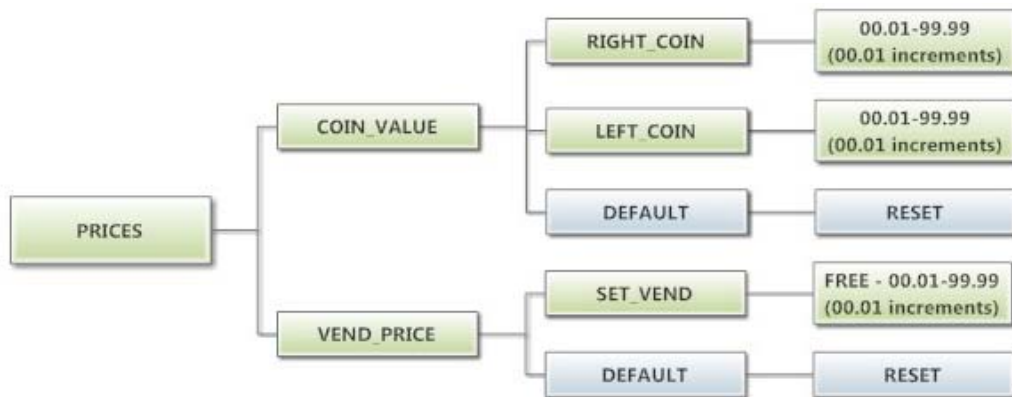 PRICES
COIN_VALUE
RIGHT_COIN
00.01-99.99
(00.01 increments)
LEFT_COIN
00.01-99.99
(00.01 increments)
DEFAULT
RESET
VEND_PRICE
SET_VEND
FREE - 00.01-99.99
(00.01 increments)
DEFAULT
RESET